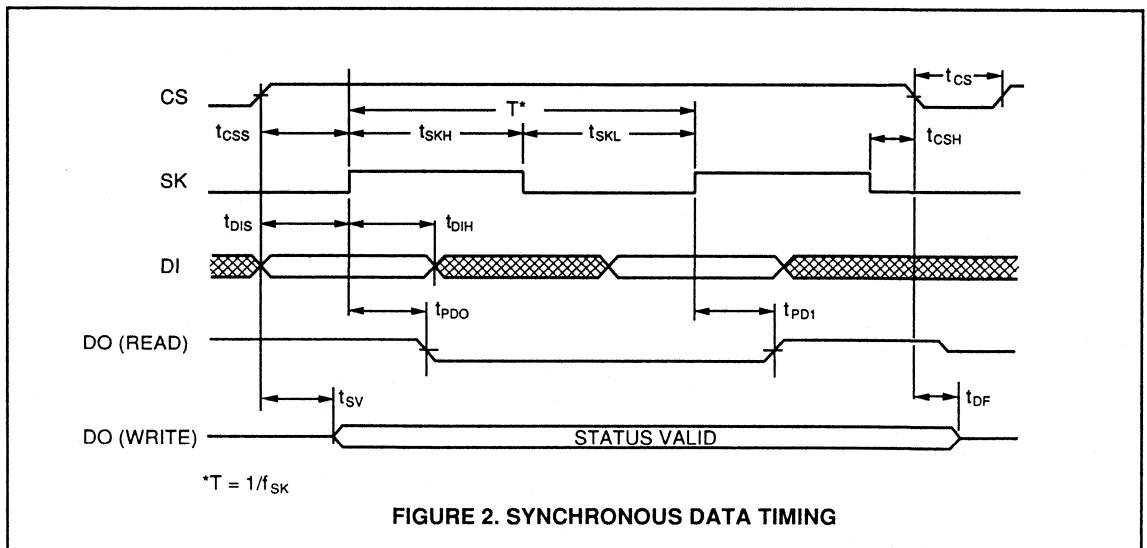 CS
t_CS
T*
t_CSS
t_SKH
t_SKL
t_CSH
SK
t_DIS
t_DIH
DI
t_PDO
t_PD1
DO (READ)
t_SV
t_DF
DO (WRITE)
STATUS VALID
*T = 1/f_SK
FIGURE 2. SYNCHRONOUS DATA TIMING